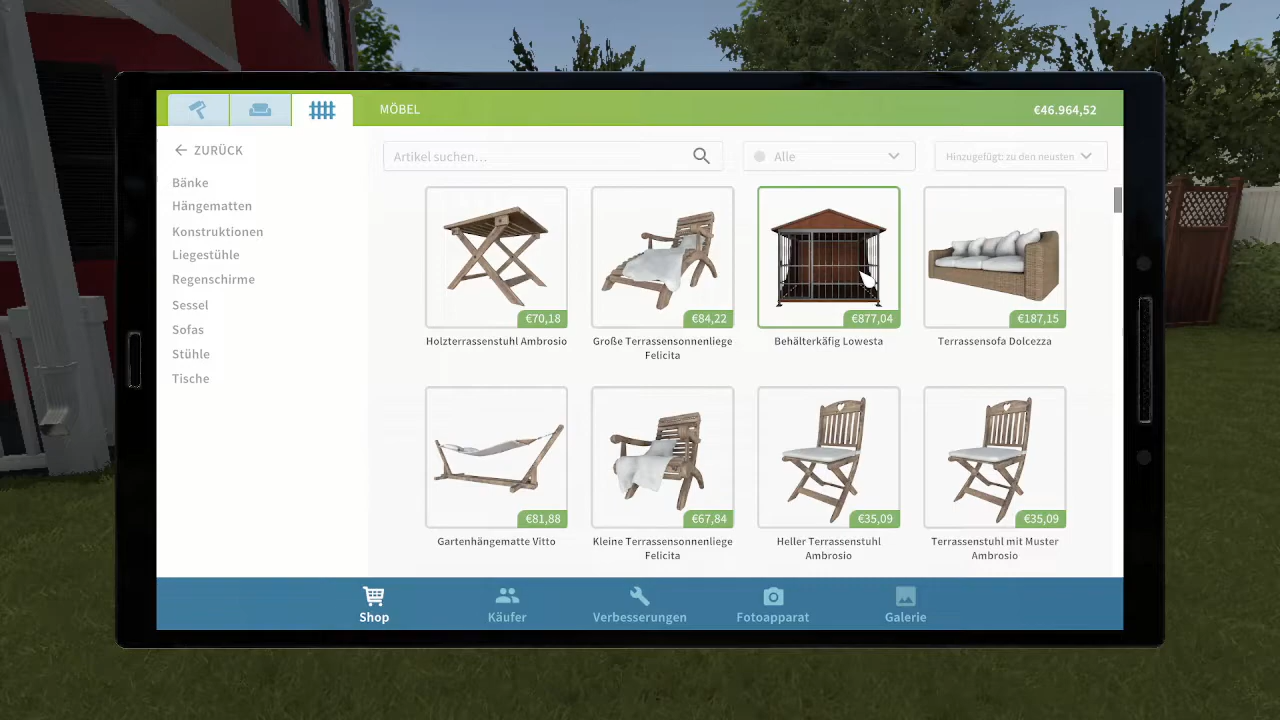 MÖBEL
€46.964,52
ZURÜCK
Artikel suchen...
Alle
Hinzugefügt: zu den neusten
Bänke
Hängematten
Konstruktionen
Liegestühle
Regenschirme
Sessel
Sofas
Stühle
Tische
€70,18
€84,22
€877,04
€187,15
Holzterrassenstuhl Ambrosio
Große Terrassensonnenliege
Felicita
Behälterkäfig Lowesta
Terrassensofa Dolcezza
€81,88
€67,84
€35,09
€35,09
Gartenhängematte Vitto
Kleine Terrassensonnenliege
Felicita
Heller Terrassenstuhl
Ambrosio
Terrassenstuhl mit Muster
Ambrosio
Shop
Käufer
Verbesserungen
Fotoapparat
Galerie